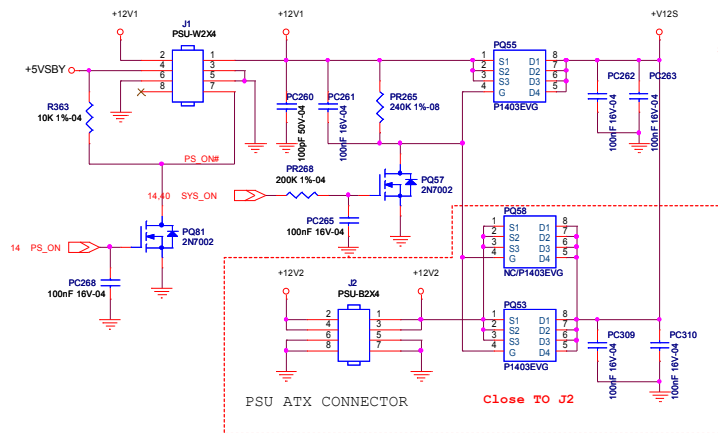 +12V1
J1
PSU-W2X4
+12V1
+V12S
+5VSBY
2
4
6
8
1
3
5
7
R363
10K 1%-04
PS_ON#
PC260
100pF 50V-04
PC261
100nF 16V-04
PR265
240K 1%-08
PQ55
1
2
3
4
S1
S2
S3
G
D1
D2
D3
D4
8
7
6
5
P1403EVG
PC262
100nF 16V-04
PC263
100nF 16V-04
14,40 SYS_ON
PR268
200K 1%-04
PC265
100nF 16V-04
PQ57
2N7002
14 PS_ON
PQ81
2N7002
PC268
100nF 16V-04
PQ58
1
2
3
4
S1
S2
S3
G
D1
D2
D3
D4
8
7
6
5
NC/P1403EVG
+12V2
J2
PSU-B2X4
+12V2
2
4
6
8
1
3
5
7
PQ53
1
2
3
4
S1
S2
S3
G
D1
D2
D3
D4
8
7
6
5
P1403EVG
PC309
100nF 16V-04
PC310
100nF 16V-04
PSU ATX CONNECTOR
Close TO J2